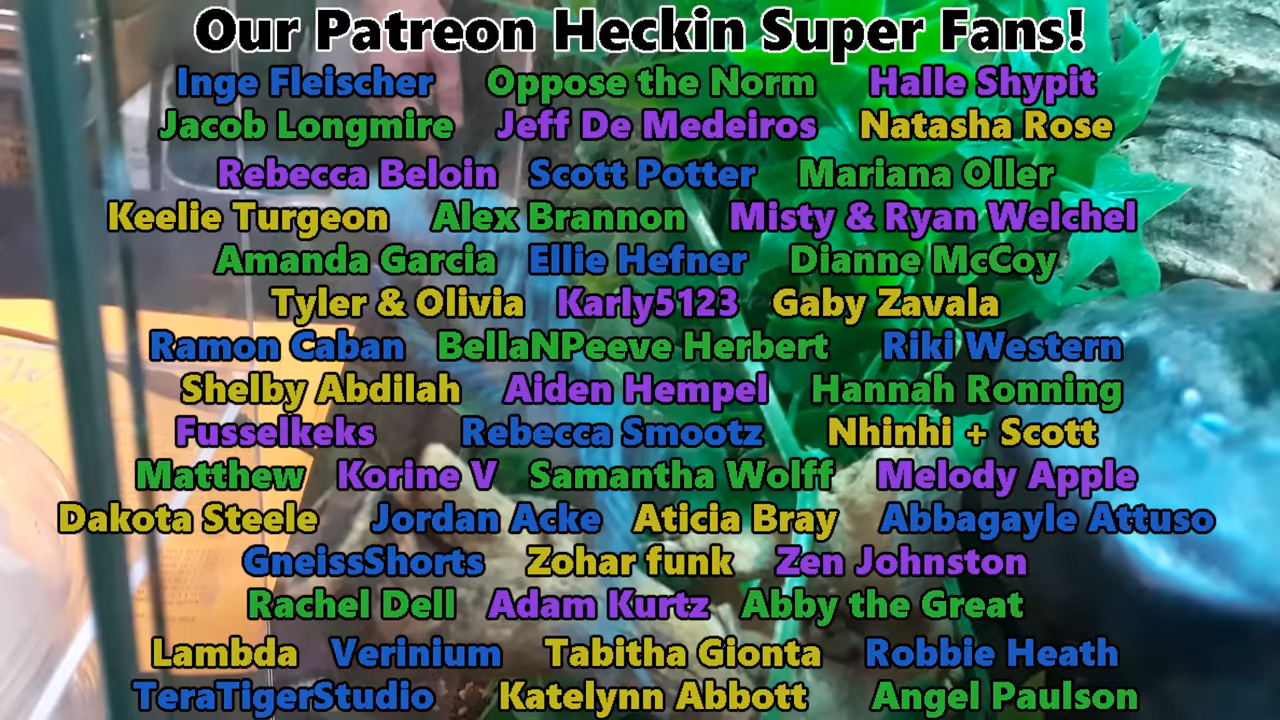 Our Patreon Heckin Super Fans!
Inge Fleischer Oppose the Norm Halle Shypit
Jacob Longmire Jeff De Medeiros Natasha Rose
Rebecca Beloin Scott Potter Mariana Oller
Keelie Turgeon Alex Brannon Misty & Ryan Welchel
Amanda Garcia Ellie Hefner Dianne McCoy
Tyler & Olivia Karly5123 Gaby Zavala
Ramon Caban BellaNPeeve Herbert Riki Western
Shelby Abdilah Aiden Hempel Hannah Ronning
Fusselkeks Rebecca Smootz Nhinhi + Scott
Matthew Korine V Samantha Wolff Melody Apple
Dakota Steele Jordan Acke Aticia Bray Abbagayle Attuso
GneissShorts Zohar funk Zen Johnston
Rachel Dell Adam Kurtz Abby the Great
Lambda Verinium Tabitha Gionta Robbie Heath
TeraTigerStudio Katelynn Abbott Angel Paulson